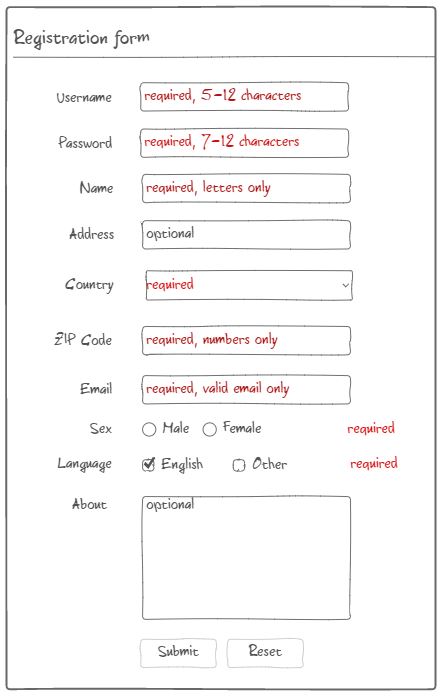 Registration form
Username required, 5-12 characters
Password required, 7-12 characters
Name required, letters only
Address optional
Country required
ZIP Code required, numbers only
Email required, valid email only
Sex Male Female required
Language English Other required
About optional
Submit Reset